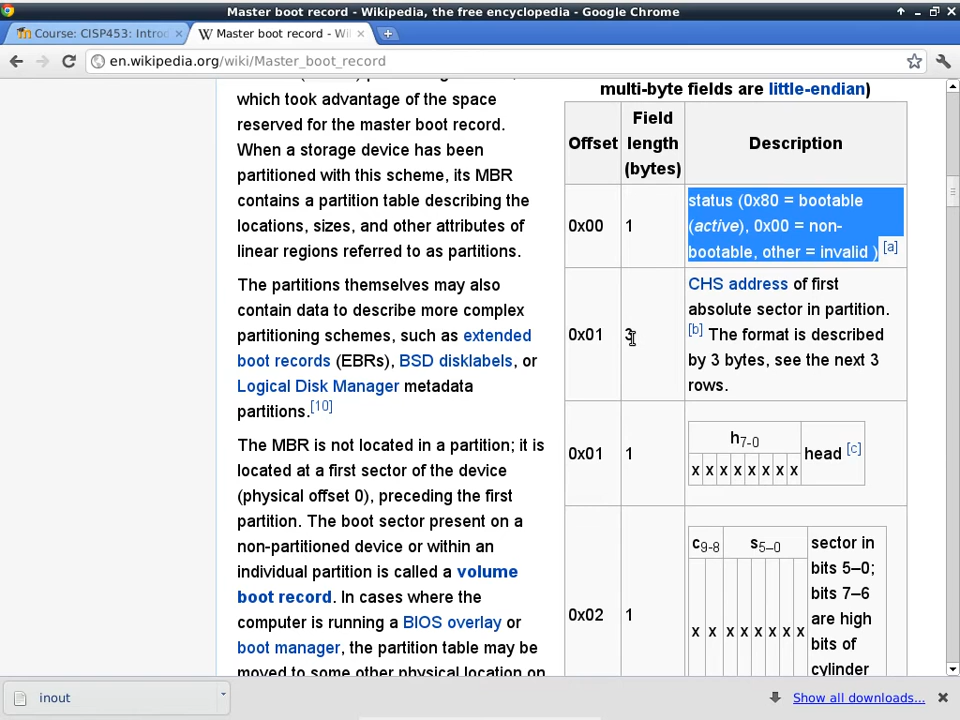 Master boot record - Wikipedia, the free encyclopedia - Google Chrome
Course: CISP453: Introd
Master boot record - Wi
en.wikipedia.org/wiki/Master_boot_record
which took advantage of the space
reserved for the master boot record.
When a storage device has been
partitioned with this scheme, its MBR
contains a partition table describing the
locations, sizes, and other attributes of
linear regions referred to as partitions.
The partitions themselves may also
contain data to describe more complex
partitioning schemes, such as extended
boot records (EBRs), BSD disklabels, or
Logical Disk Manager metadata
partitions.[10]
The MBR is not located in a partition; it is
located at a first sector of the device
(physical offset 0), preceding the first
partition. The boot sector present on a
non-partitioned device or within an
individual partition is called a volume
boot record. In cases where the
computer is running a BIOS overlay or
boot manager, the partition table may be
moved to some other physical location on
multi-byte fields are little-endian)
Offset
Field
length
(bytes)
Description
0x00
1
status (0x80 = bootable
(active), 0x00 = non-
bootable, other = invalid ) [a]
0x01
3
CHS address of first
absolute sector in partition.
[b] The format is described
by 3 bytes, see the next 3
rows.
0x01
1
h7-0
x x x x x x x x
head [c]
0x02
1
c9-8
s5–0
x x x x x x x x
sector in
bits 5–0;
bits 7–6
are high
bits of
cylinder
inout
Show all downloads...